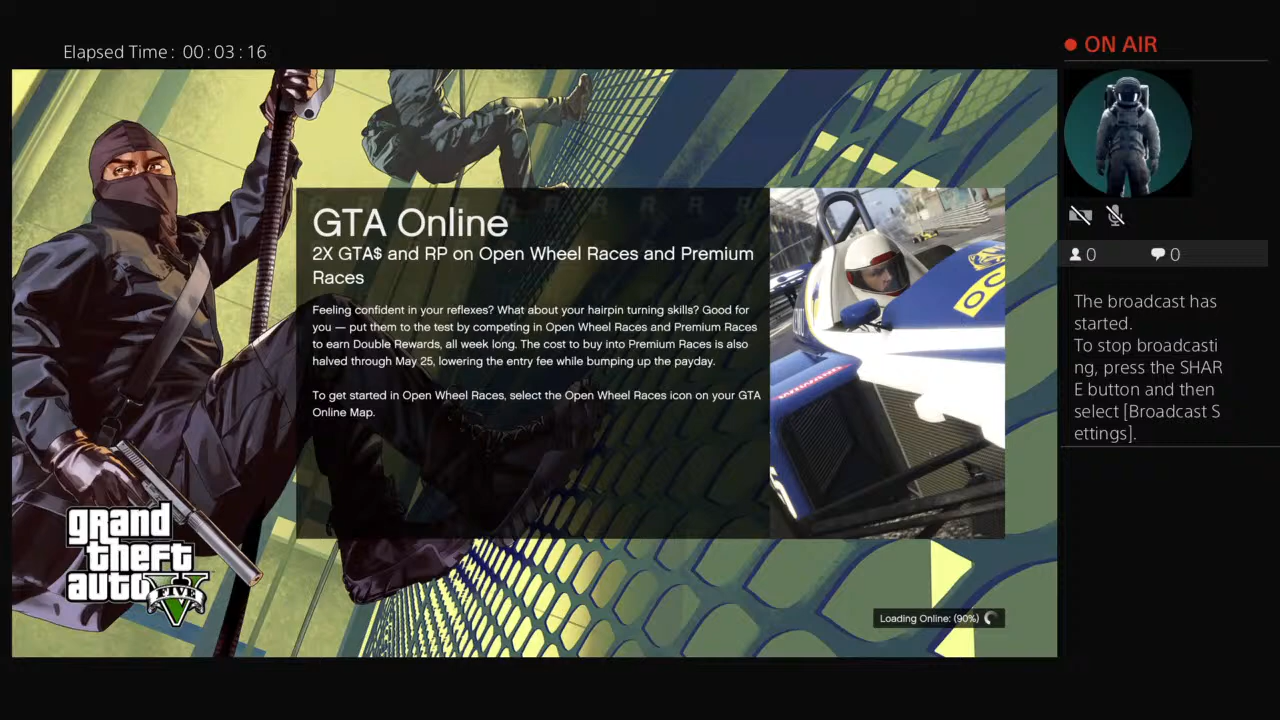 Elapsed Time: 00:03:16
ON AIR
GTA Online
2X GTA$ and RP on Open Wheel Races and Premium
Races
Feeling confident in your reflexes? What about your hairpin turning skills? Good for
you — put them to the test by competing in Open Wheel Races and Premium Races
to earn Double Rewards, all week long. The cost to buy into Premium Races is also
halved through May 25, lowering the entry fee while bumping up the payday.
To get started in Open Wheel Races, select the Open Wheel Races icon on your GTA
Online Map.
grand
theft
auto V
FIVE
Loading Online: (90%)
0 0
The broadcast has
started.
To stop broadcasti
ng, press the SHAR
E button and then
select [Broadcast S
ettings].